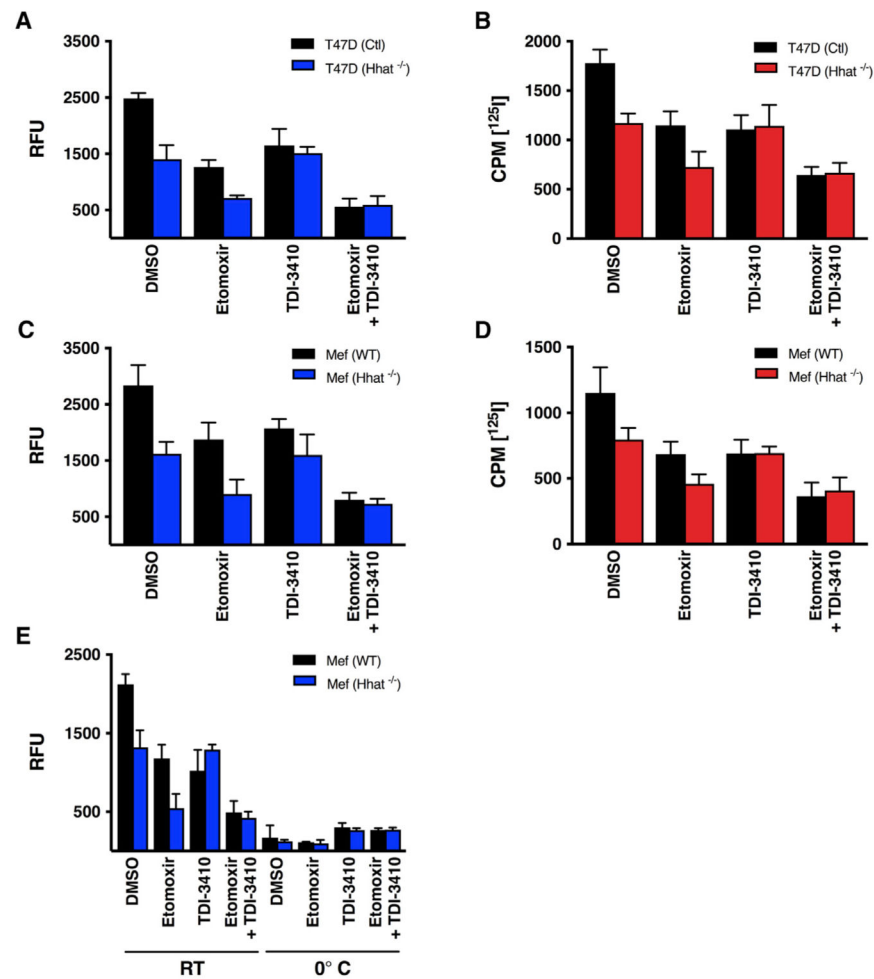 A
3500
2500
1500
500
RFU
T47D (Ctl)
T47D (Hhat -/-)
DMSO
Etomoxir
TDI-3410
Etomoxir
+ TDI-3410
B
2000
1500
1000
500
0
CPM [125I]
T47D (Ctl)
T47D (Hhat -/-)
DMSO
Etomoxir
TDI-3410
Etomoxir
+ TDI-3410
C
3500
2500
1500
500
RFU
Mef (WT)
Mef (Hhat -/-)
DMSO
Etomoxir
TDI-3410
Etomoxir
+ TDI-3410
D
1500
1000
500
0
CPM [125I]
Mef (WT)
Mef (Hhat -/-)
DMSO
Etomoxir
TDI-3410
Etomoxir
+ TDI-3410
E
2500
1500
500
RFU
Mef (WT)
Mef (Hhat -/-)
DMSO
Etomoxir
TDI-3410
Etomoxir
+ TDI-3410
DMSO
Etomoxir
TDI-3410
Etomoxir
+ TDI-3410
RT
0° C